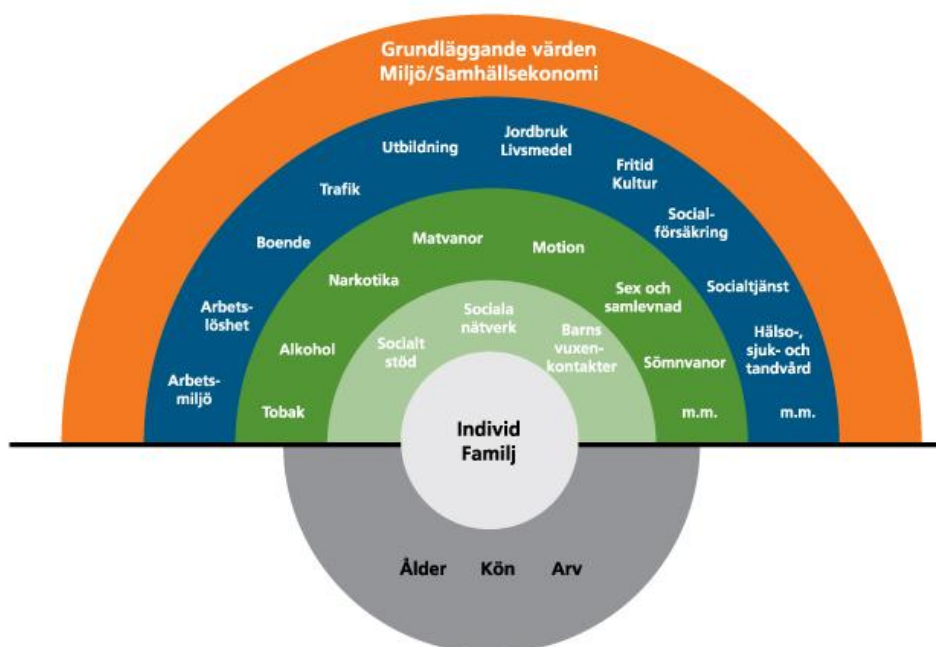 Grundläggande värden
Miljö/Samhällsekonomi
Arbets-
miljö
Arbets-
löshet
Boende
Trafik
Utbildning
Jordbruk
Livsmedel
Fritid
Kultur
Social-
försäkring
Socialtjänst
Hälso-,
sjuk- och
tandvård
m.m.
Tobak
Alkohol
Narkotika
Matvanor
Motion
Sex och
samlevnad
Sömnvanor
m.m.
Socialt
stöd
Sociala
nätverk
Barns
vuxen-
kontakter
Individ
Familj
Ålder Kön Arv